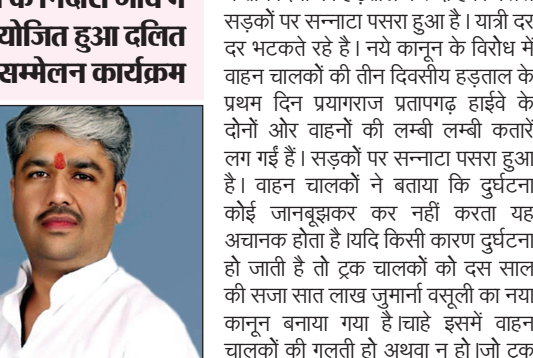 के निदौरा गांव में
योजित हुआ दलित
सम्मेलन कार्यक्रम
सड़कों पर सन्नाटा पसरा हुआ है। यात्री दर
दर भटकते रहे है। नये कानून के विरोध में
वाहन चालकों की तीन दिवसीय हड़ताल के
प्रथम दिन प्रयागराज प्रतापगढ़ हाईवे के
दोनों ओर वाहनों की लम्बी लम्बी कतारें
लग गईं हैं। सड़कों पर सन्नाटा पसरा हुआ
है। वाहन चालकों ने बताया कि दुर्घटना
कोई जानबूझकर कर नहीं करता यह
अचानक होता है।यदि किसी कारण दुर्घटना
हो जाती है तो ट्रक चालकों को दस साल
की सजा सात लाख जुमार्ना वसूली का नया
कानून बनाया गया है।चाहे इसमें वाहन
चालकों की गलती हो अथवा न हो।जो ट्रक